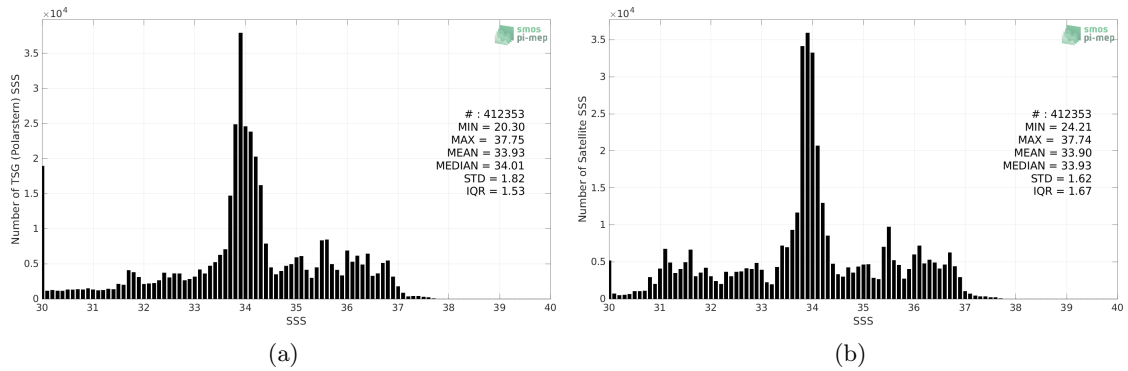 ×10⁴
smos
pi-mep
3.5
3
2.5
2
1.5
1
0.5
0
Number of TSG (Polarstern) SSS
# : 412353
MIN = 20.30
MAX = 37.75
MEAN = 33.93
MEDIAN = 34.01
STD = 1.82
IQR = 1.53
30 31 32 33 34 35 36 37 38 39 40
SSS
(a)
×10⁴
smos
pi-mep
3.5
3
2.5
2
1.5
1
0.5
0
Number of Satellite SSS
# : 412353
MIN = 24.21
MAX = 37.74
MEAN = 33.90
MEDIAN = 33.93
STD = 1.62
IQR = 1.67
30 31 32 33 34 35 36 37 38 39 40
SSS
(b)